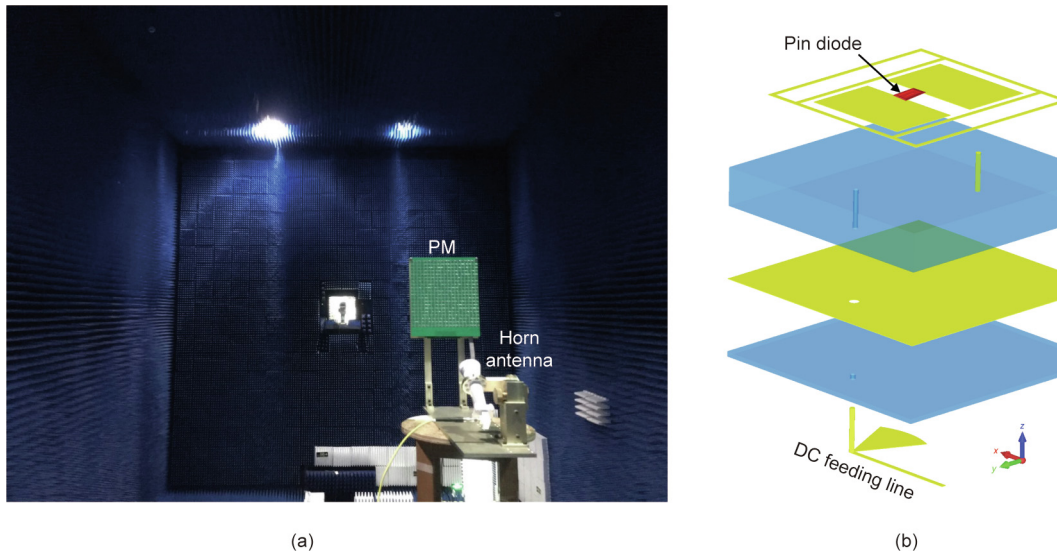 PM
Horn
antenna
Pin diode
DC feeding line
x
y
z
(a)
(b)